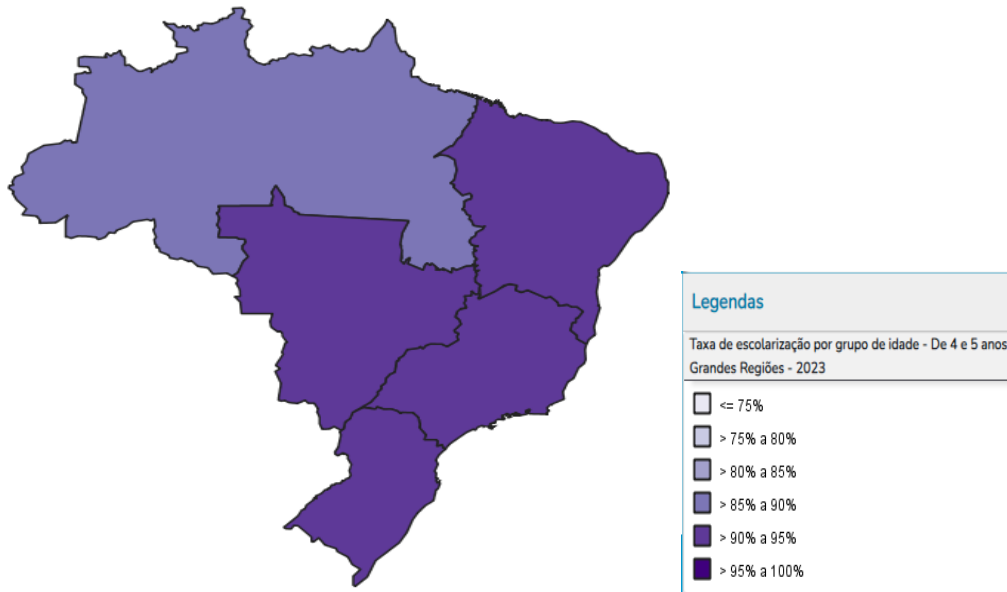 Legendas
Taxa de escolarização por grupo de idade - De 4 e 5 anos
Grandes Regiões - 2023
<= 75%
> 75% a 80%
> 80% a 85%
> 85% a 90%
> 90% a 95%
> 95% a 100%